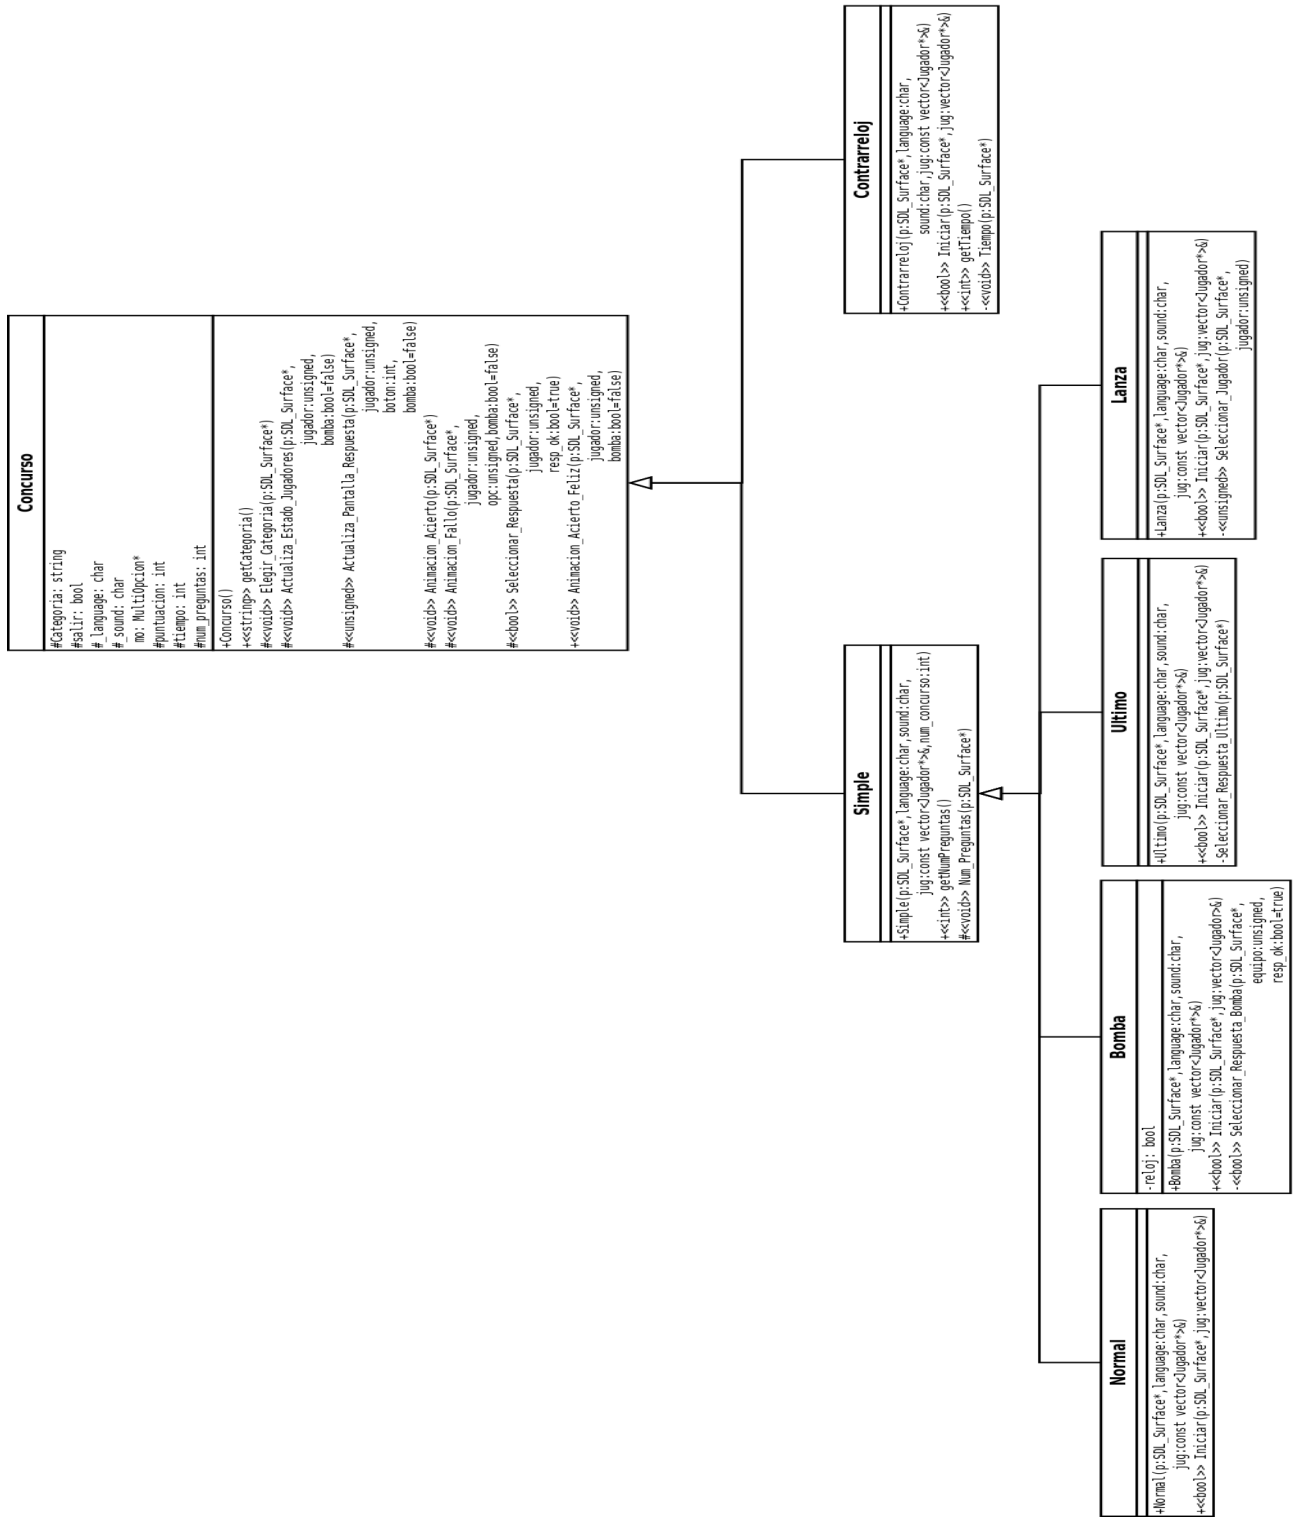 Concurso
#Categoria: string
#salir: bool
#_language: char
#_sound: char
mo: MultiOpcion*
#puntuacion: int
#tiempo: int
#num_preguntas: int
+Concurso()
+<<string>> getCategoria()
#<<void>> Elegir_Categoria(p:SDL_Surface*)
#<<void>> Actualiza_Estado_Jugadores(p:SDL_Surface*,
jugador:unsigned,
bomba:bool=false)
#<<unsigned>> Actualiza_Pantalla_Respuesta(p:SDL_Surface*,
jugador:unsigned,
boton:int,
bomba:bool=false)
#<<void>> Animacion_Acierto(p:SDL_Surface*)
#<<void>> Animacion_Fallo(p:SDL_Surface*,
jugador:unsigned,
opc:unsigned,bomba:bool=false)
#<<bool>> Seleccionar_Respuesta(p:SDL_Surface*,
jugador:unsigned,
resp_ok:bool=true)
+<<void>> Animacion_Acierto_Feliz(p:SDL_Surface*,
jugador:unsigned,
bomba:bool=false)
Simple
+Simple(p:SDL_Surface*,language:char,sound:char,
jug:const vector<Jugador*>&,num_concurso:int)
+<<int>> getNumPreguntas()
#<<void>> Num_Preguntas(p:SDL_Surface*)
Contrarreloj
+Contrarreloj(p:SDL_Surface*,language:char,
sound:char,jug:const vector<Jugador*>&)
+<<bool>> Iniciar(p:SDL_Surface*,jug:vector<Jugador*>&)
+<<int>> getTiempo()
-<<void>> Tiempo(p:SDL_Surface*)
Normal
+Normal(p:SDL_Surface*,language:char,sound:char,
jug:const vector<Jugador*>&)
+<<bool>> Iniciar(p:SDL_Surface*,jug:vector<Jugador*>&)
Bomba
-reloj: bool
+Bomba(p:SDL_Surface*,language:char,sound:char,
jug:const vector<Jugador*>&)
+<<bool>> Iniciar(p:SDL_Surface*,jug:vector<Jugador>&)
-<<bool>> Seleccionar_Respuesta_Bomba(p:SDL_Surface*,
equipo:unsigned,
resp_ok:bool=true)
Ultimo
+Ultimo(p:SDL_Surface*,language:char,sound:char,
jug:const vector<Jugador*>&)
+<<bool>> Iniciar(p:SDL_Surface*,jug:vector<Jugador*>&)
-Seleccionar_Respuesta_Ultimo(p:SDL_Surface*)
Lanza
+Lanza(p:SDL_Surface*,language:char,sound:char,
jug:const vector<Jugador*>&)
+<<bool>> Iniciar(p:SDL_Surface*,jug:vector<Jugador*>&)
-<<unsigned>> Seleccionar_Jugador(p:SDL_Surface*,
jugador:unsigned)